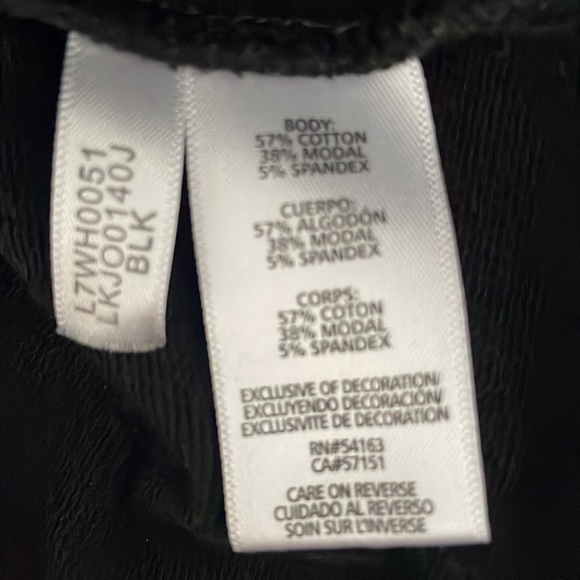 L7WH0051
LKJO0140J
BLK
BODY:
57% COTTON
38% MODAL
5% SPANDEX
CUERPO:
57% ALGODÓN
38% MODAL
5% SPANDEX
CORPS:
57% COTON
38% MODAL
5% SPANDEX
EXCLUSIVE OF DECORATION/
EXCLUYENDO DECORACIÓN/
EXCLUSIVITE DE DECORATION
RN#54163
CA#57151
CARE ON REVERSE
CUIDADO AL REVERSO
SOIN SUR L'INVERSE